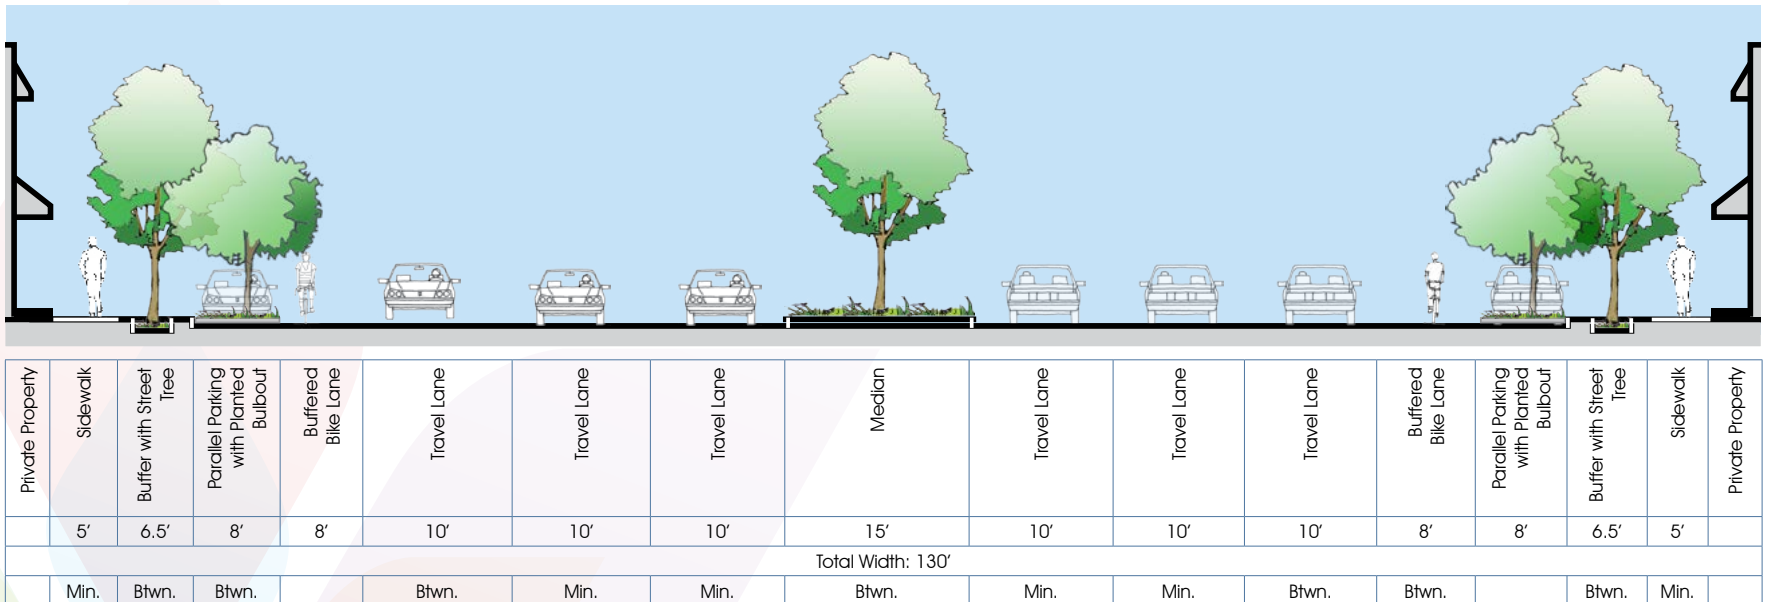 Private Property
Sidewalk
Buffer with Street
Tree
Parallel Parking
with Planted
Bulbout
Buffered
Bike Lane
Travel Lane
Travel Lane
Travel Lane
Median
Travel Lane
Travel Lane
Travel Lane
Buffered
Bike Lane
Parallel Parking
with Planted
Bulbout
Buffer with Street
Tree
Sidewalk
Private Property
5’ 6.5’ 8’ 8’ 10’ 10’ 10’ 15’ 10’ 10’ 10’ 8’ 8’ 6.5’ 5’
Total Width: 130’
Min. Btwn. Btwn. Btwn. Min. Min. Btwn. Min. Min. Btwn. Btwn. Btwn. Min.